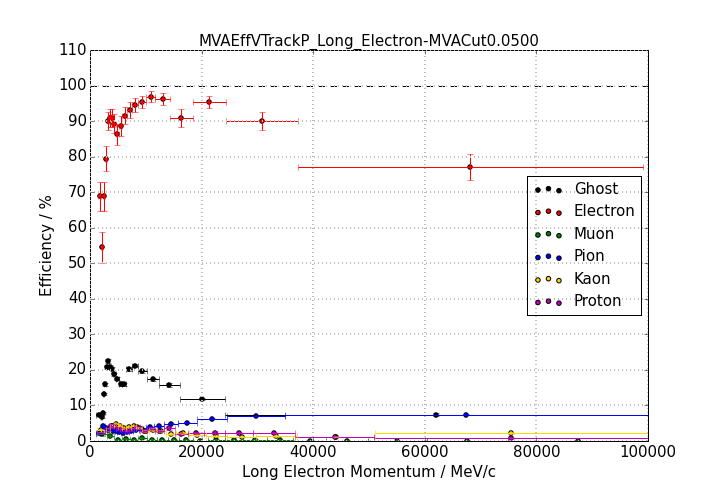 MVAEffVTrackP_Long_Electron-MVACut0.0500
110
100
90
80
70
60
50
40
30
20
10
0
Efficiency / %
Ghost
Electron
Muon
Pion
Kaon
Proton
0 20000 40000 60000 80000 100000
Long Electron Momentum / MeV/c